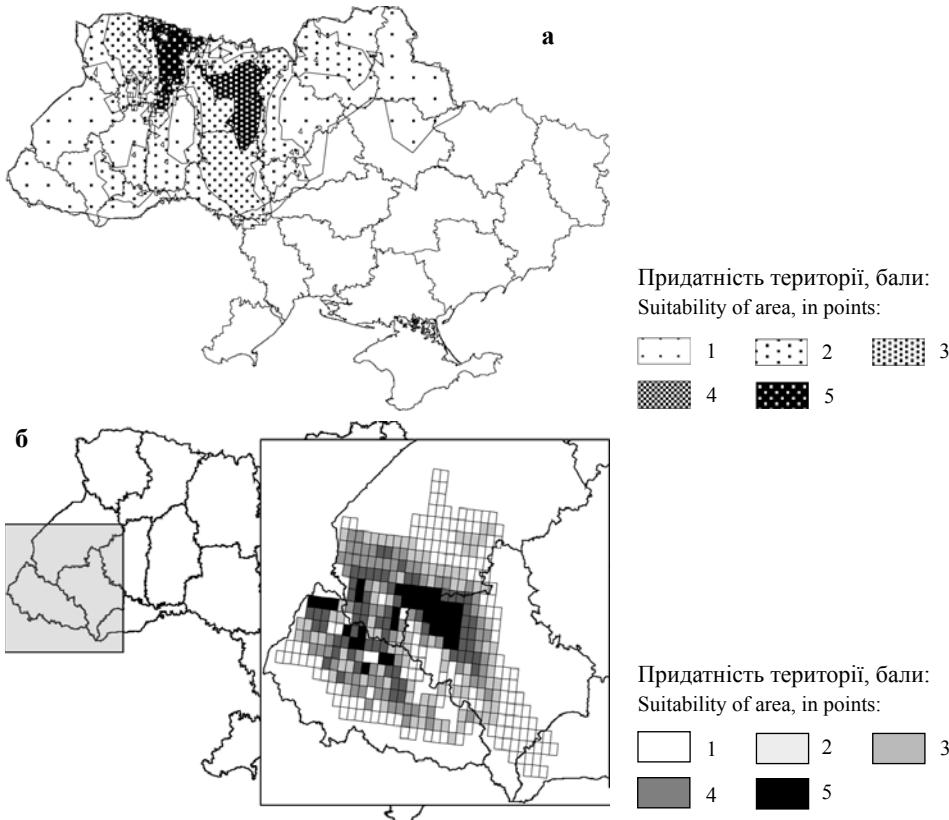 а
Придатність території, бали:
Suitability of area, in points:
1 2 3
4 5
б
Придатність території, бали:
Suitability of area, in points:
1 2 3
4 5